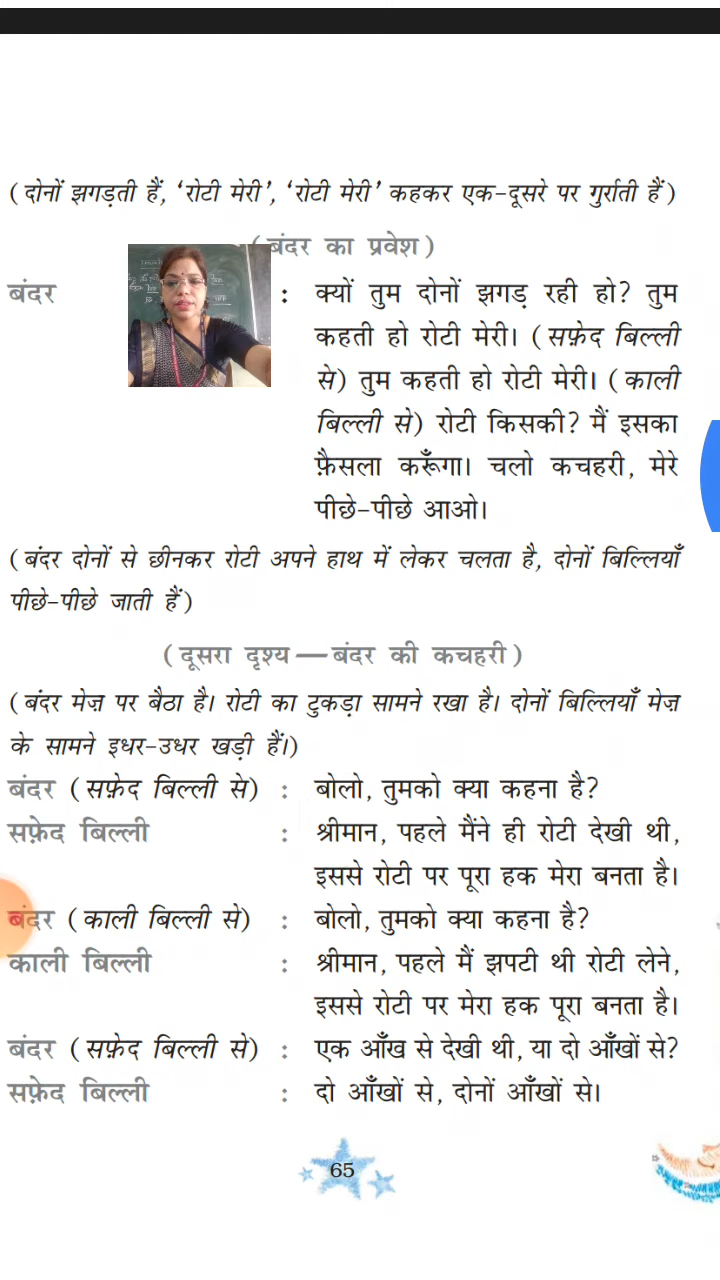 (दोनों झगड़ती हैं, ‘रोटी मेरी’, ‘रोटी मेरी’ कहकर एक-दूसरे पर गुर्राती हैं)
(बंदर का प्रवेश)
बंदर : क्यों तुम दोनों झगड़ रही हो? तुम
कहती हो रोटी मेरी। (सफ़ेद बिल्ली
से) तुम कहती हो रोटी मेरी। (काली
बिल्ली से) रोटी किसकी? मैं इसका
फ़ैसला करूँगा। चलो कचहरी, मेरे
पीछे-पीछे आओ।
(बंदर दोनों से छीनकर रोटी अपने हाथ में लेकर चलता है, दोनों बिल्लियाँ
पीछे-पीछे जाती हैं)
(दूसरा दृश्य—बंदर की कचहरी)
(बंदर मेज़ पर बैठा है। रोटी का टुकड़ा सामने रखा है। दोनों बिल्लियाँ मेज़
के सामने इधर-उधर खड़ी हैं।)
बंदर (सफ़ेद बिल्ली से) : बोलो, तुमको क्या कहना है?
सफ़ेद बिल्ली : श्रीमान, पहले मैंने ही रोटी देखी थी,
इससे रोटी पर पूरा हक मेरा बनता है।
बंदर (काली बिल्ली से) : बोलो, तुमको क्या कहना है?
काली बिल्ली : श्रीमान, पहले मैं झपटी थी रोटी लेने,
इससे रोटी पर मेरा हक पूरा बनता है।
बंदर (सफ़ेद बिल्ली से) : एक आँख से देखी थी, या दो आँखों से?
सफ़ेद बिल्ली : दो आँखों से, दोनों आँखों से।
65